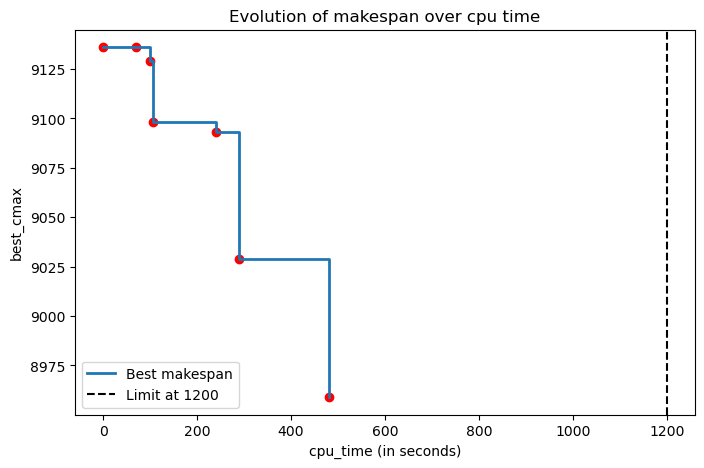 Evolution of makespan over cpu time
best_cmax
9125
9100
9075
9050
9025
9000
8975
Best makespan
Limit at 1200
0 200 400 600 800 1000 1200
cpu_time (in seconds)